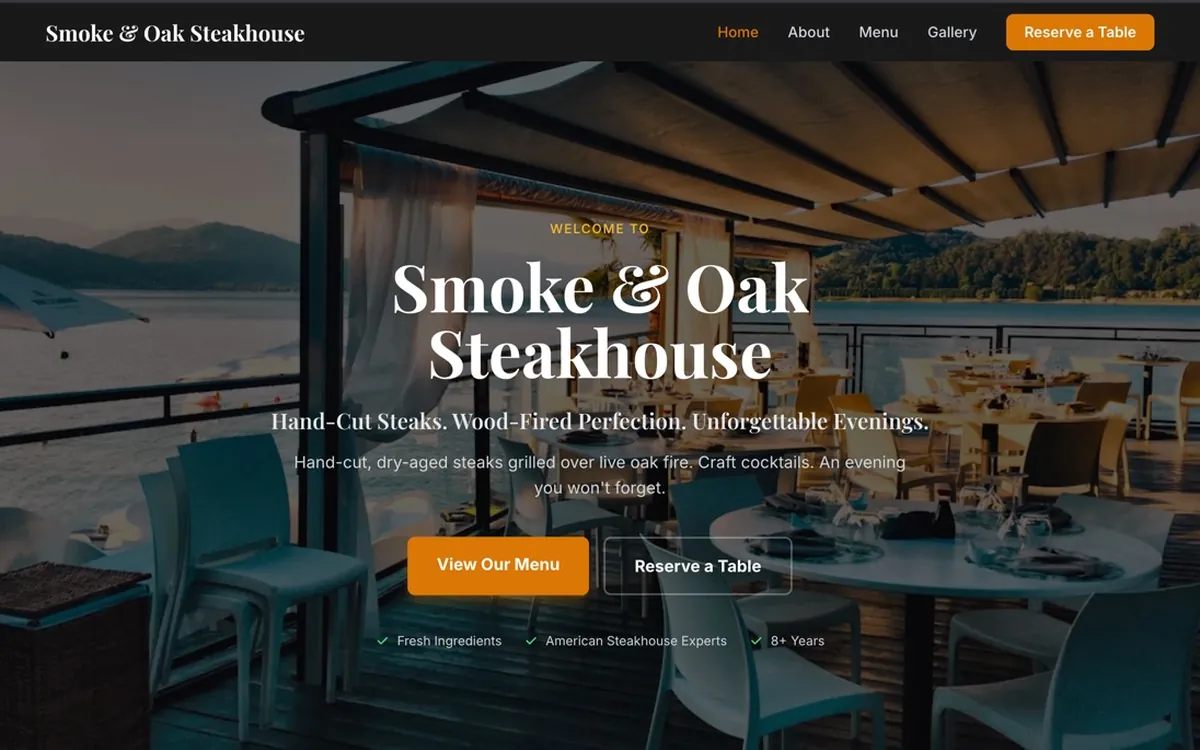 Smoke & Oak Steakhouse
Home
About
Menu
Gallery
Reserve a Table
WELCOME TO
Smoke & Oak
Steakhouse
Hand-Cut Steaks. Wood-Fired Perfection. Unforgettable Evenings.
Hand-cut, dry-aged steaks grilled over live oak fire. Craft cocktails. An evening
you won't forget.
View Our Menu
Reserve a Table
Fresh Ingredients
American Steakhouse Experts
8+ Years